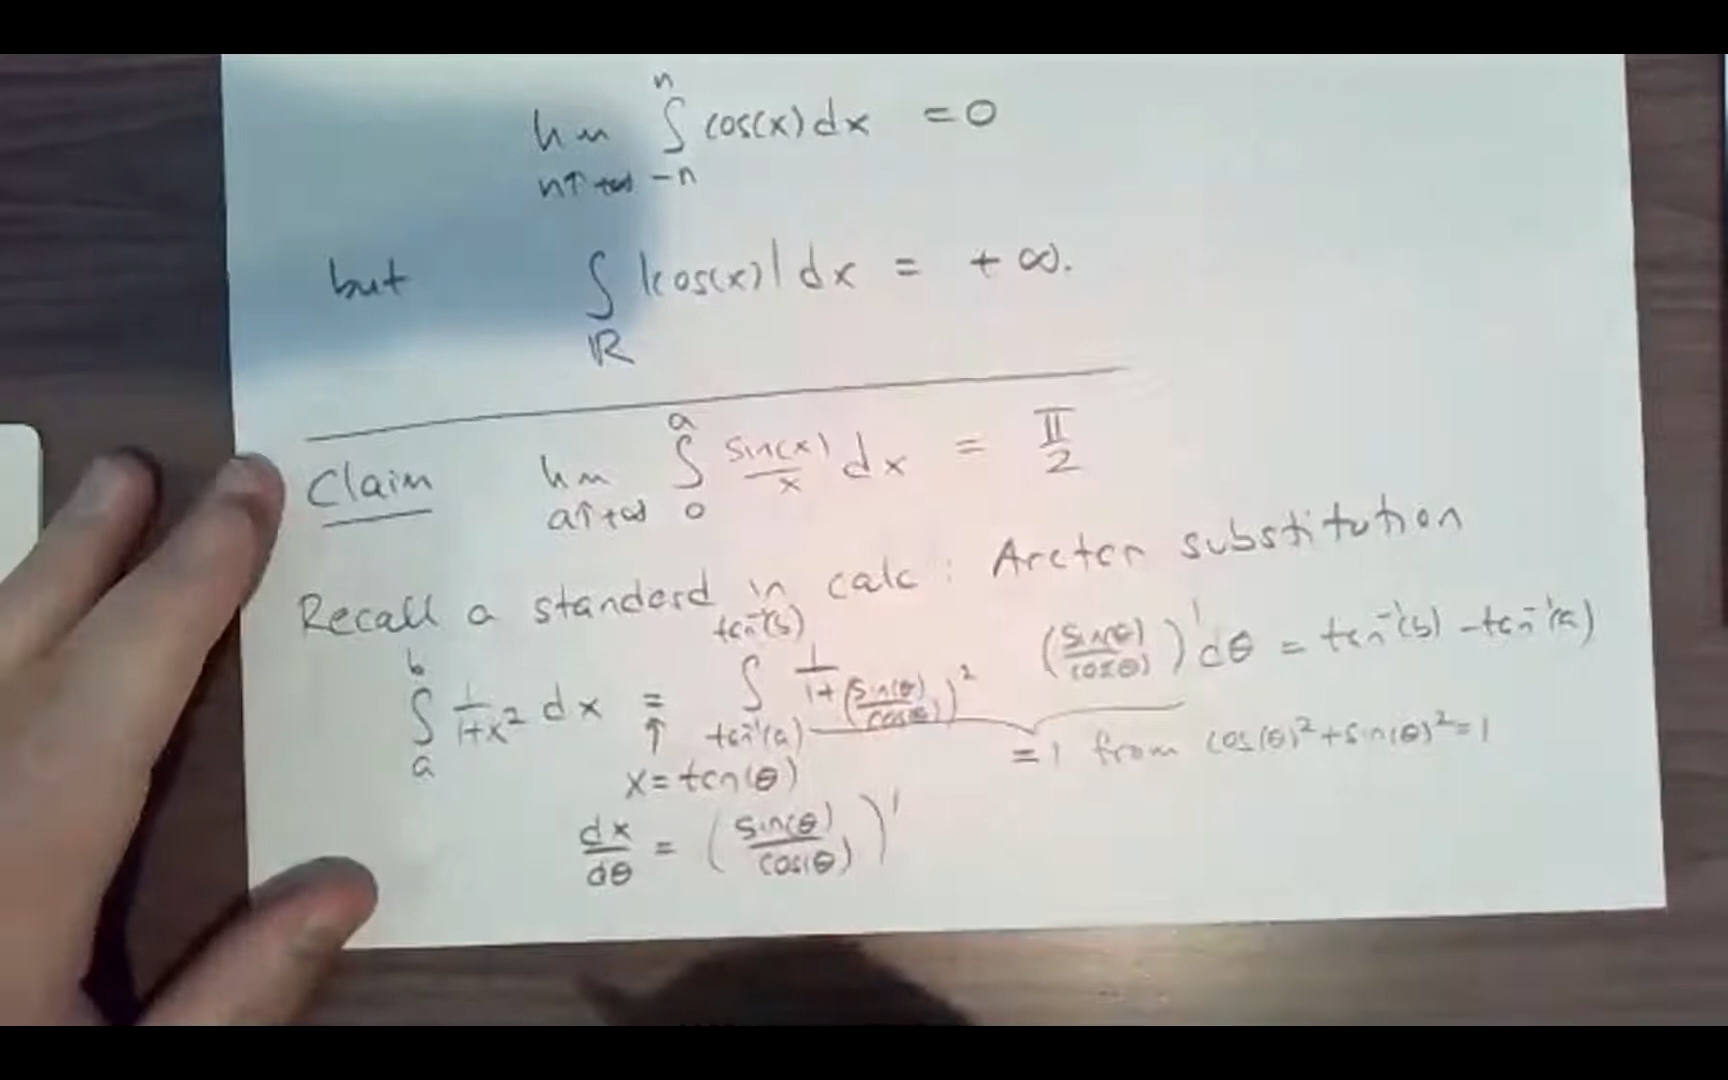 lim ∫_{-n}^{n} cos(x) dx = 0
n↑+∞
but ∫_ℝ |cos(x)| dx = +∞.
Claim lim_{a↑+∞} ∫_0^a sin(x)/x dx = π/2
Recall a standard in calc: Arctan substitution
∫_a^b 1/(1+x²) dx = ∫_{tan⁻¹(a)}^{tan⁻¹(b)} 1/(1+(sin(θ)/cos(θ))²) (sin(θ)/cos(θ))' dθ = tan⁻¹(b) - tan⁻¹(a)
↑ = 1 from cos(θ)²+sin(θ)²=1
x = tan(θ)
dx/dθ = (sin(θ)/cos(θ))'